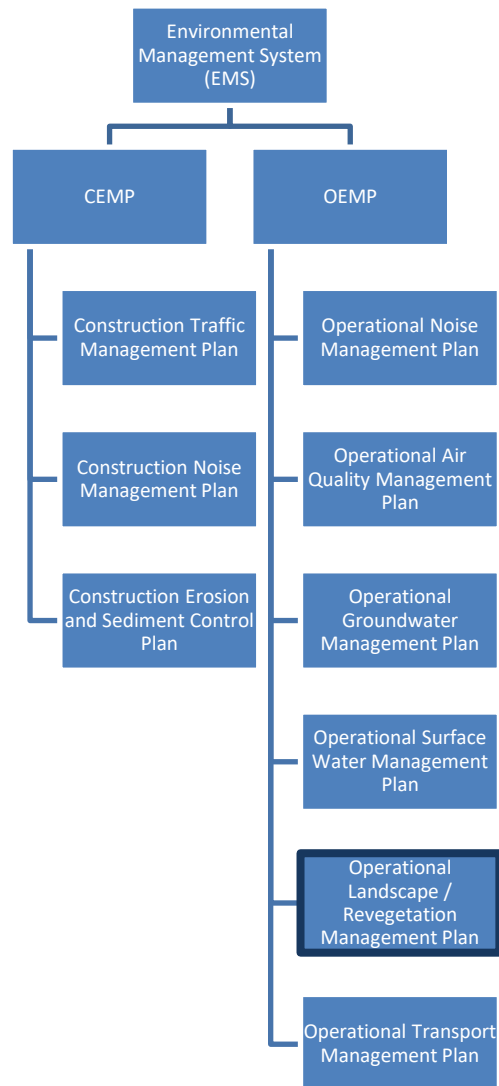 Environmental
Management System
(EMS)
CEMP
OEMP
Construction Traffic
Management Plan
Construction Noise
Management Plan
Construction Erosion
and Sediment Control
Plan
Operational Noise
Management Plan
Operational Air
Quality Management
Plan
Operational
Groundwater
Management Plan
Operational Surface
Water Management
Plan
Operational
Landscape /
Revegetation
Management Plan
Operational Transport
Management Plan